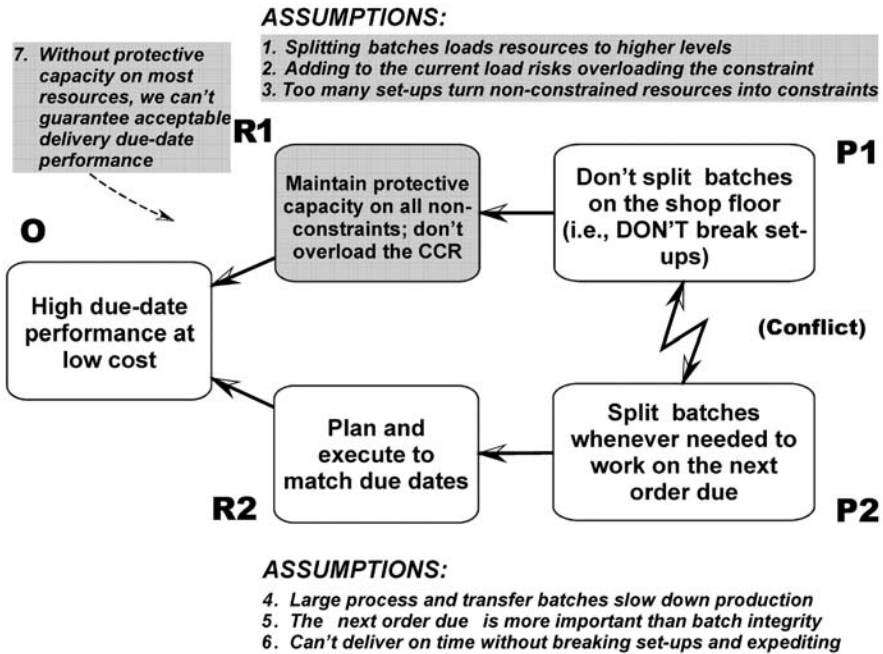 ASSUMPTIONS:
1. Splitting batches loads resources to higher levels
2. Adding to the current load risks overloading the constraint
3. Too many set-ups turn non-constrained resources into constraints
7. Without protective
capacity on most
resources, we can't
guarantee acceptable
delivery due-date
performance
R1
P1
Maintain protective
capacity on all non-
constraints; don't
overload the CCR
Don't split batches
on the shop floor
(i.e., DON'T break set-
ups)
O
High due-date
performance at
low cost
(Conflict)
Plan and
execute to
match due dates
Split batches
whenever needed to
work on the next
order due
R2
P2
ASSUMPTIONS:
4. Large process and transfer batches slow down production
5. The next order due is more important than batch integrity
6. Can't deliver on time without breaking set-ups and expediting